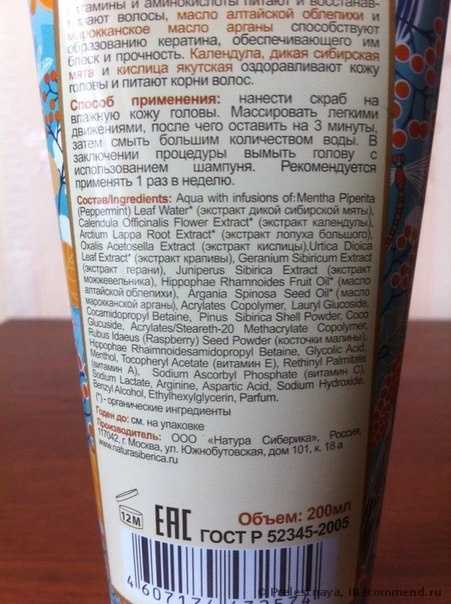 витамины и аминокислоты питают и восстанав-
ливают волосы, масло алтайской облепихи и
марокканское масло арганы способствуют
образованию кератина, обеспечивающего им
блеск и прочность. Календула, дикая сибирская
мята и кислица якутская оздоравливают кожу
головы и питают корни волос.
Способ применения: нанести скраб на
влажную кожу головы. Массировать легкими
движениями, после чего оставить на 3 минуты,
затем смыть большим количеством воды. В
заключении процедуры вымыть голову с
использованием шампуня. Рекомендуется
применять 1 раз в неделю.
Состав/Ingredients: Aqua with infusions of:Mentha Piperita
(Peppermint) Leaf Water* (экстракт дикой сибирской мяты),
Calendula Officinalis Flower Extract* (экстракт календулы),
Arctium Lappa Root Extract* (экстракт лопуха большого),
Oxalis Acetosella Extract (экстракт кислицы),Urtica Dioica
Leaf Extract* (экстракт крапивы), Geranium Sibiricum Extract
(экстракт герани), Juniperus Sibirica Extract (экстракт
можжевельника), Hippophae Rhamnoides Fruit Oil* (масло
алтайской облепихи), Argania Spinosa Seed Oil* (масло
марокканской арганы), Acrylates Copolymer, Lauryl Glucoside,
Cocamidopropyl Betaine, Pinus Sibirica Shell Powder, Coco
Glucuside, Acrylates/Steareth-20 Methacrylate Copolymer,
Rubus Idaeus (Raspberry) Seed Powder (косточки малины),
Hippophae Rhaimnoidesamidopropyl Betaine, Glycolic Acid,
Menthol, Tocopheryl Acetate (витамин Е), Rethinyl Palmitate
(витамин А), Sodium Ascorbyl Phosphate (витамин С),
Sodium Lactate, Arginine, Aspartic Acid, Sodium Hydroxide,
Benzyl Alcohol, Ethylhexylglycerin, Parfum.
(*) - органические ингредиенты
Годен до: см. на упаковке
Производитель: ООО «Натура Сиберика», Россия,
117042, г. Москва, ул. Южнобутовская, дом 101, к. 18 а
www.naturasiberica.ru
12M
EAC
Объем: 200мл
ГОСТ Р 52345-2005
© Prelestnaya, IRecommend.ru